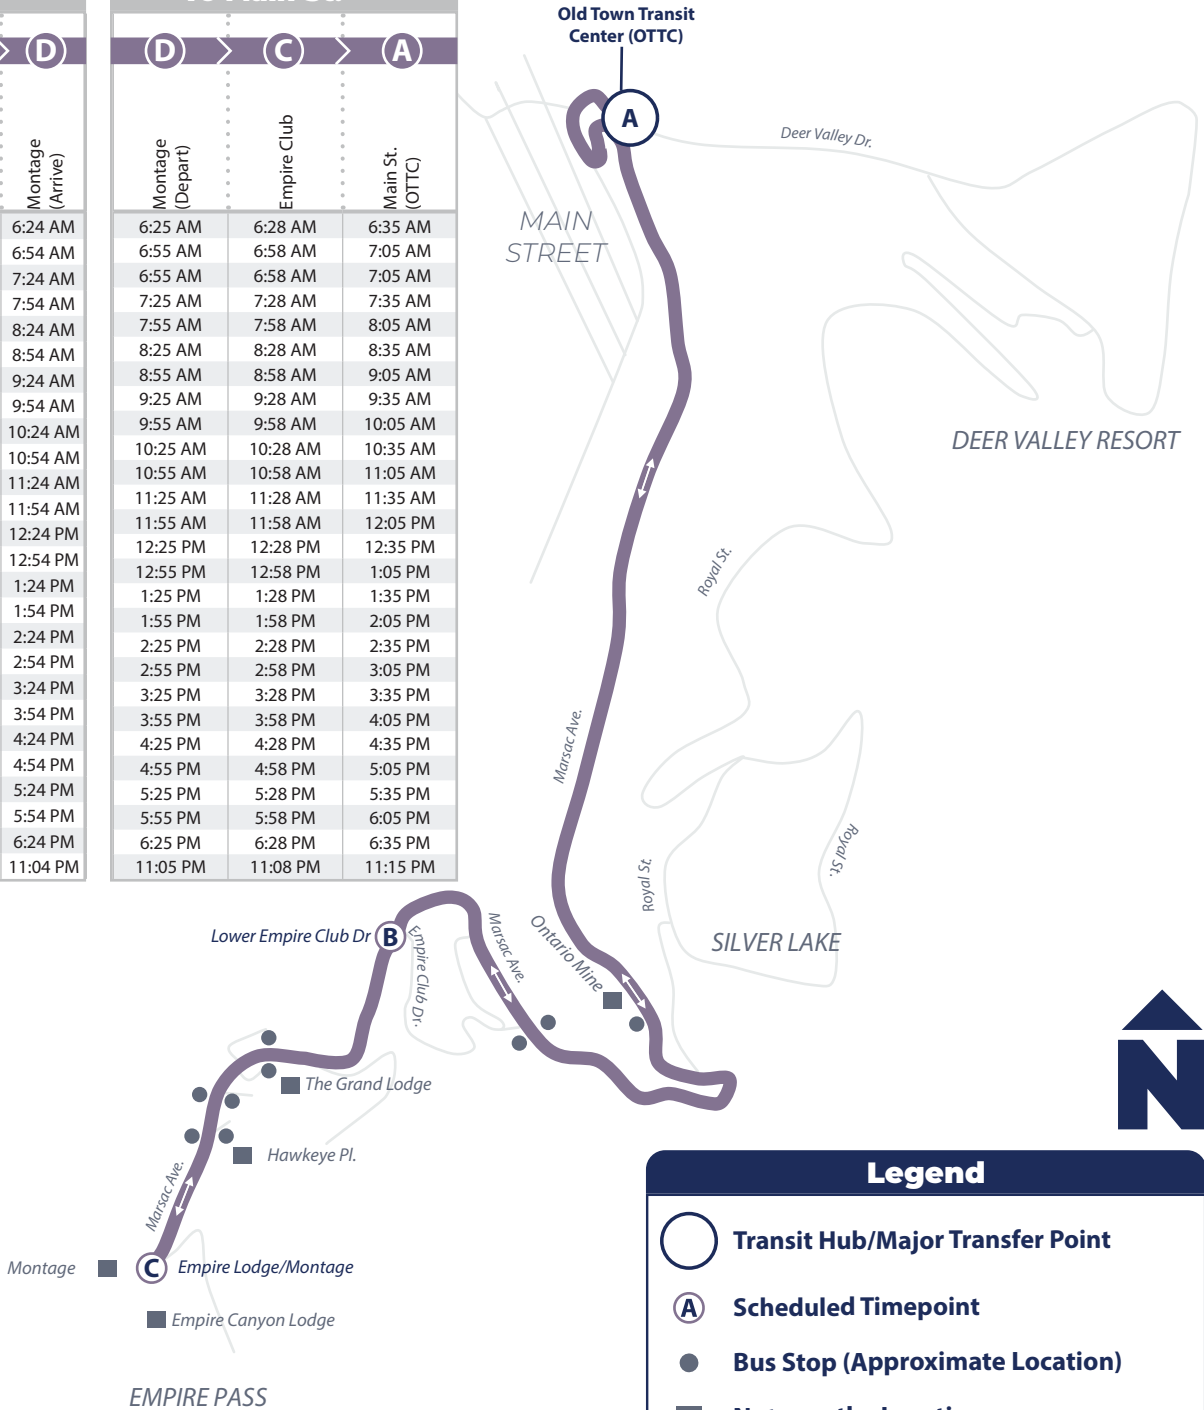 Old Town Transit
Center (OTTC)
D
D C A
Montage
(Arrive)
Montage
(Depart)
Empire Club
Main St.
(OTTC)
6:24 AM
6:54 AM
7:24 AM
7:54 AM
8:24 AM
8:54 AM
9:24 AM
9:54 AM
10:24 AM
10:54 AM
11:24 AM
11:54 AM
12:24 PM
12:54 PM
1:24 PM
1:54 PM
2:24 PM
2:54 PM
3:24 PM
3:54 PM
4:24 PM
4:54 PM
5:24 PM
5:54 PM
6:24 PM
11:04 PM
6:25 AM 6:28 AM 6:35 AM
6:55 AM 6:58 AM 7:05 AM
6:55 AM 6:58 AM 7:05 AM
7:25 AM 7:28 AM 7:35 AM
7:55 AM 7:58 AM 8:05 AM
8:25 AM 8:28 AM 8:35 AM
8:55 AM 8:58 AM 9:05 AM
9:25 AM 9:28 AM 9:35 AM
9:55 AM 9:58 AM 10:05 AM
10:25 AM 10:28 AM 10:35 AM
10:55 AM 10:58 AM 11:05 AM
11:25 AM 11:28 AM 11:35 AM
11:55 AM 11:58 AM 12:05 PM
12:25 PM 12:28 PM 12:35 PM
12:55 PM 12:58 PM 1:05 PM
1:25 PM 1:28 PM 1:35 PM
1:55 PM 1:58 PM 2:05 PM
2:25 PM 2:28 PM 2:35 PM
2:55 PM 2:58 PM 3:05 PM
3:25 PM 3:28 PM 3:35 PM
3:55 PM 3:58 PM 4:05 PM
4:25 PM 4:28 PM 4:35 PM
4:55 PM 4:58 PM 5:05 PM
5:25 PM 5:28 PM 5:35 PM
5:55 PM 5:58 PM 6:05 PM
6:25 PM 6:28 PM 6:35 PM
11:05 PM 11:08 PM 11:15 PM
A
Deer Valley Dr.
MAIN
STREET
DEER VALLEY RESORT
Royal St.
Marsac Ave.
Royal St.
Royal St.
Lower Empire Club Dr B
Empire Club Dr.
Marsac Ave.
Ontario Mine
SILVER LAKE
The Grand Lodge
Hawkeye Pl.
Marsac Ave.
Montage
C Empire Lodge/Montage
Empire Canyon Lodge
EMPIRE PASS
N
Legend
Transit Hub/Major Transfer Point
A Scheduled Timepoint
Bus Stop (Approximate Location)